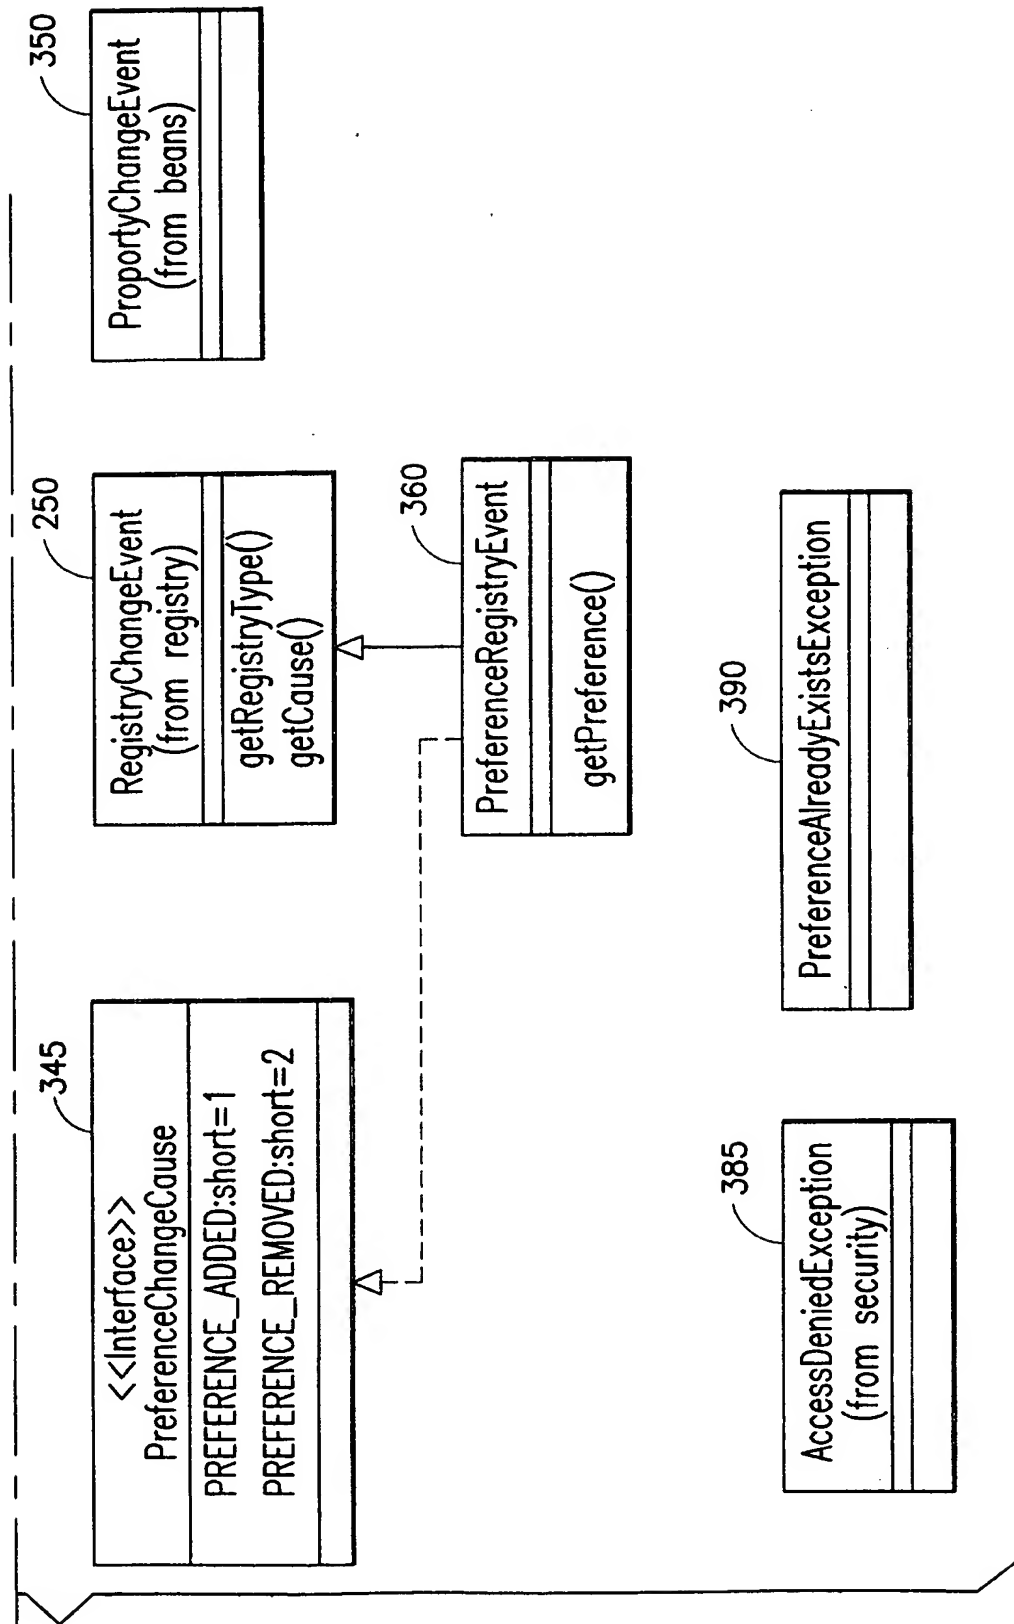 345
<<Interface>>
PreferenceChangeCause
PREFERENCE_ADDED:short=1
PREFERENCE_REMOVED:short=2
250
RegistryChangeEvent
(from registry)
getRegistryType()
getCause()
350
ProportyChangeEvent
(from beans)
360
PreferenceRegistryEvent
getPreference()
385
AccessDeniedException
(from security)
390
PreferenceAlreadyExistsException